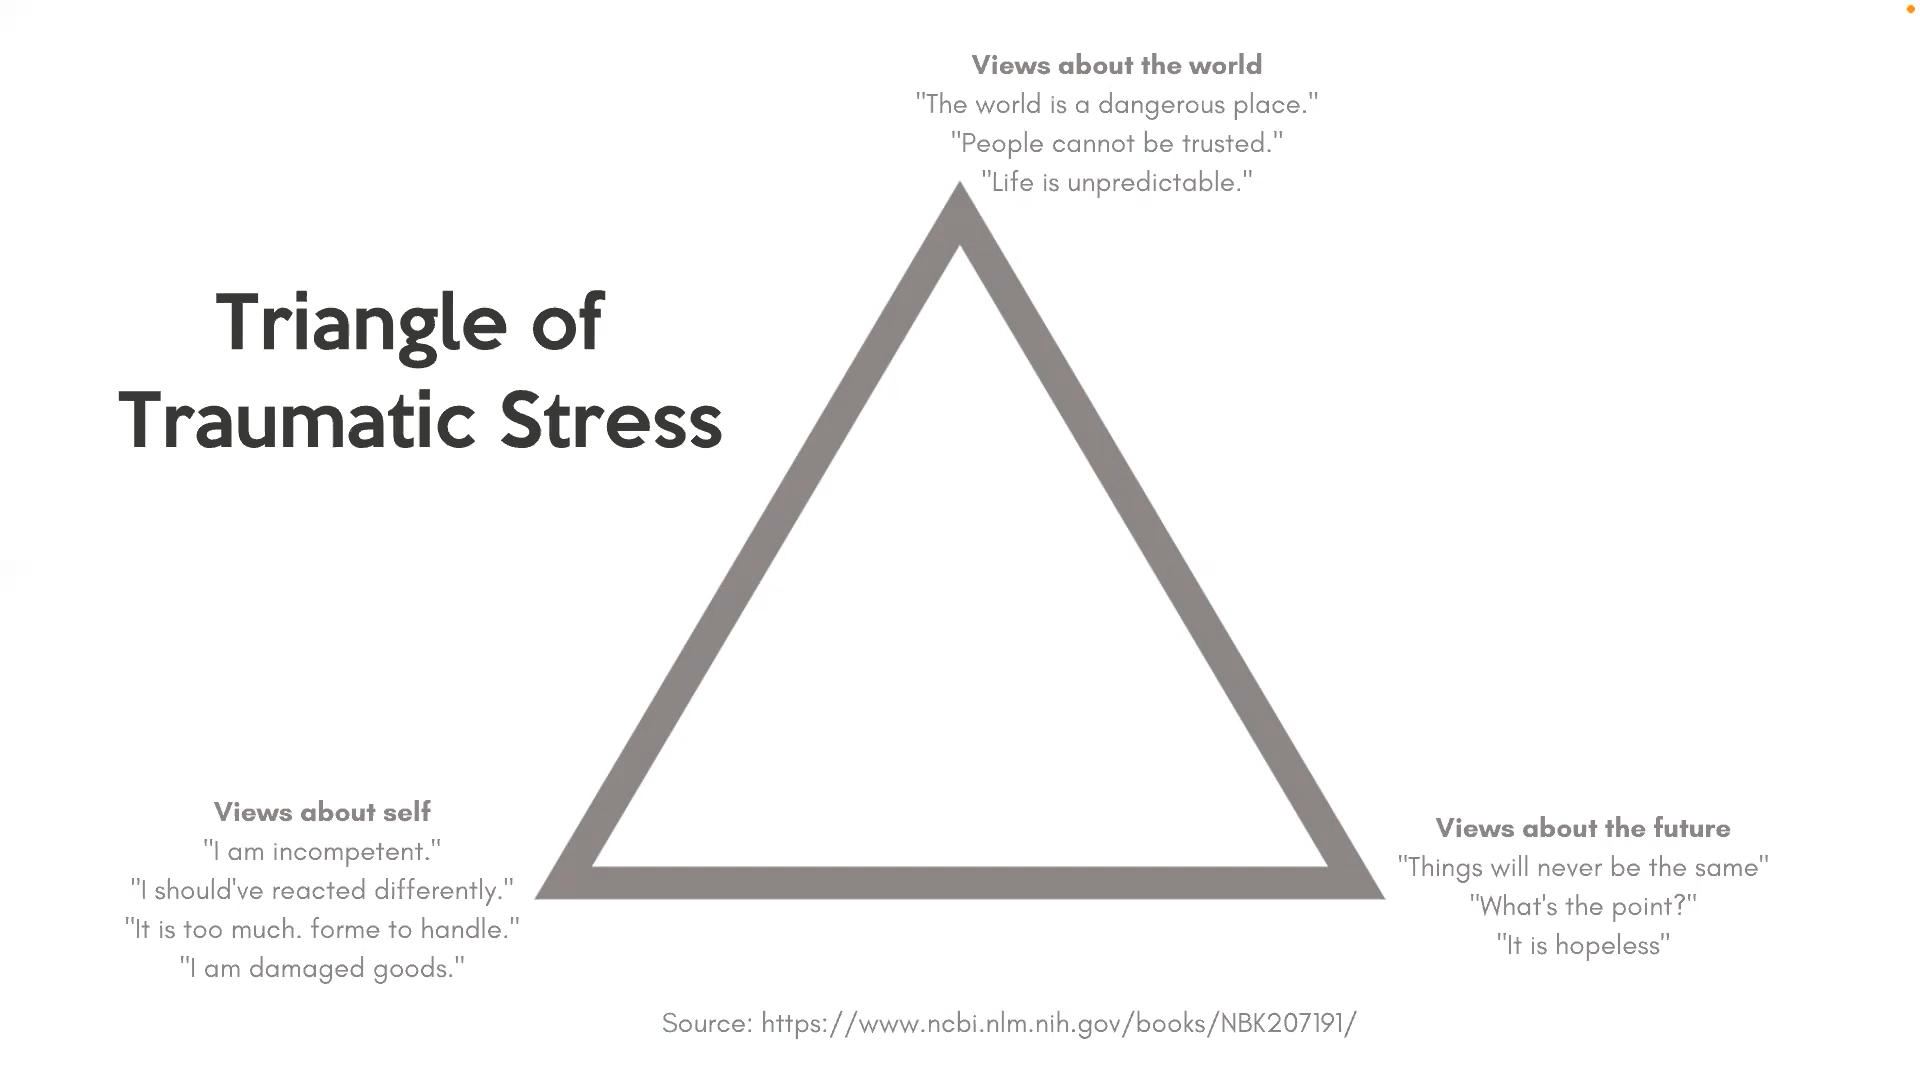 Views about the world
"The world is a dangerous place."
"People cannot be trusted."
"Life is unpredictable."
Triangle of
Traumatic Stress
Views about self
"I am incompetent."
"I should've reacted differently."
"It is too much. forme to handle."
"I am damaged goods."
Views about the future
"Things will never be the same"
"What's the point?"
"It is hopeless"
Source: https://www.ncbi.nlm.nih.gov/books/NBK207191/